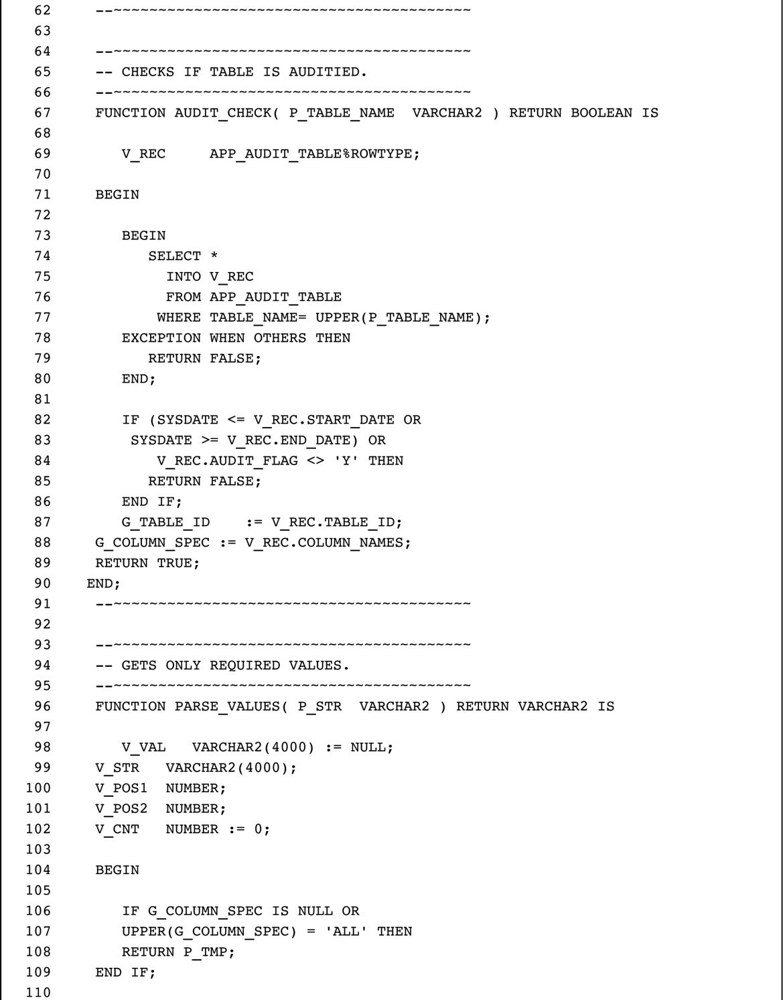 62 --~~~~~~~~~~~~~~~~~~~~~~~~~~~~~~~~~~~~~~~~~
63
64 --~~~~~~~~~~~~~~~~~~~~~~~~~~~~~~~~~~~~~~~~~
65 -- CHECKS IF TABLE IS AUDITIED.
66 --~~~~~~~~~~~~~~~~~~~~~~~~~~~~~~~~~~~~~~~~~
67 FUNCTION AUDIT_CHECK( P_TABLE_NAME  VARCHAR2 ) RETURN BOOLEAN IS
68
69    V_REC     APP_AUDIT_TABLE%ROWTYPE;
70
71 BEGIN
72
73    BEGIN
74       SELECT *
75         INTO V_REC
76         FROM APP_AUDIT_TABLE
77        WHERE TABLE_NAME= UPPER(P_TABLE_NAME);
78    EXCEPTION WHEN OTHERS THEN
79       RETURN FALSE;
80    END;
81
82    IF (SYSDATE <= V_REC.START_DATE OR
83     SYSDATE >= V_REC.END_DATE) OR
84        V_REC.AUDIT_FLAG <> 'Y' THEN
85       RETURN FALSE;
86    END IF;
87    G_TABLE_ID    := V_REC.TABLE_ID;
88 G_COLUMN_SPEC := V_REC.COLUMN_NAMES;
89 RETURN TRUE;
90 END;
91 --~~~~~~~~~~~~~~~~~~~~~~~~~~~~~~~~~~~~~~~~~
92
93 --~~~~~~~~~~~~~~~~~~~~~~~~~~~~~~~~~~~~~~~~~
94 -- GETS ONLY REQUIRED VALUES.
95 --~~~~~~~~~~~~~~~~~~~~~~~~~~~~~~~~~~~~~~~~~
96 FUNCTION PARSE_VALUES( P_STR  VARCHAR2 ) RETURN VARCHAR2 IS
97
98    V_VAL   VARCHAR2(4000) := NULL;
99 V_STR   VARCHAR2(4000);
100 V_POS1  NUMBER;
101 V_POS2  NUMBER;
102 V_CNT   NUMBER := 0;
103
104 BEGIN
105
106    IF G_COLUMN_SPEC IS NULL OR
107    UPPER(G_COLUMN_SPEC) = 'ALL' THEN
108    RETURN P_TMP;
109 END IF;
110